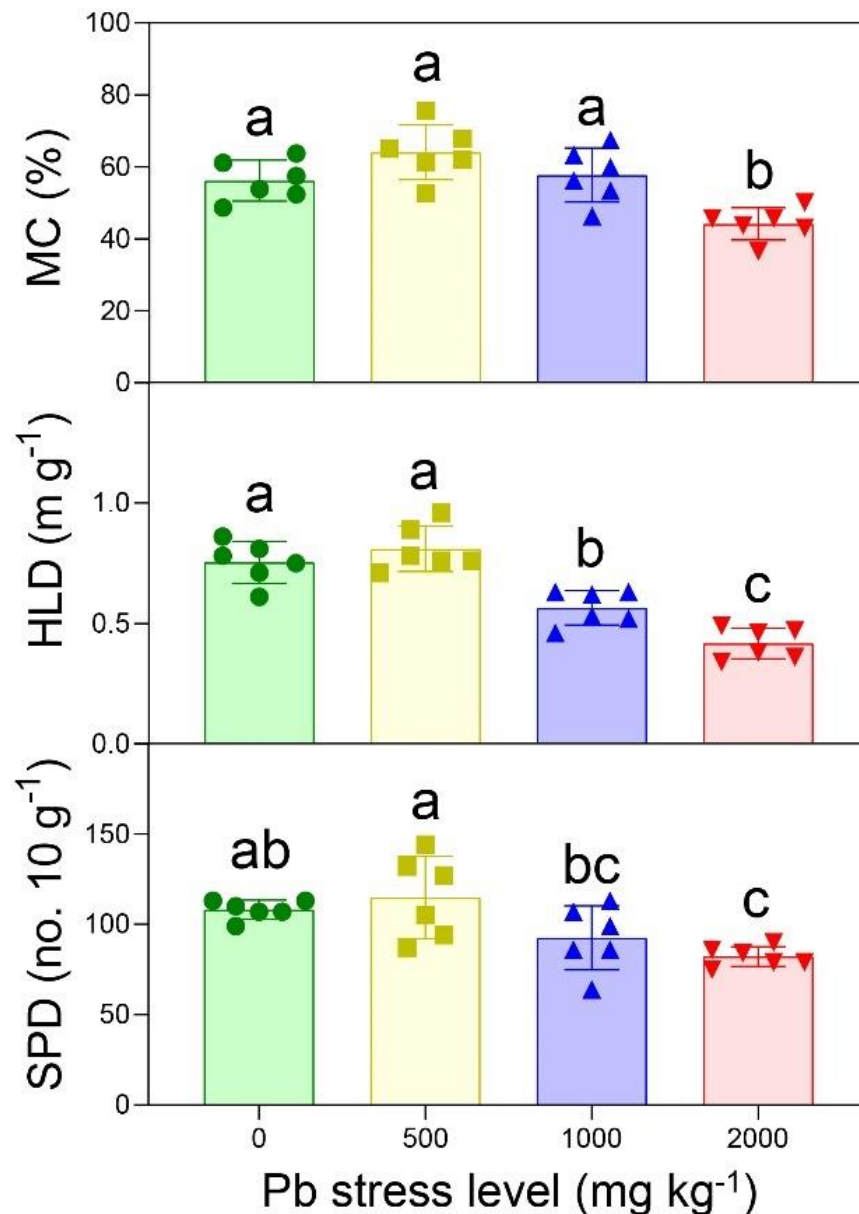 100
80
60
40
20
0
MC (%)
a
a
a
b
1.0
0.5
0.0
HLD (m g⁻¹)
a
a
b
c
150
100
50
0
SPD (no. 10 g⁻¹)
ab
a
bc
c
0 500 1000 2000
Pb stress level (mg kg⁻¹)